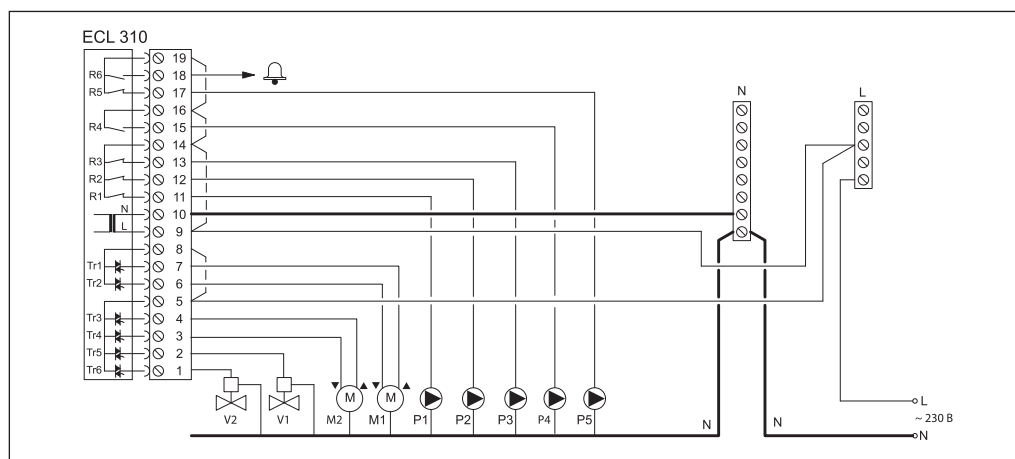 ECL 310
19
R6 18
R5 17
16
R4 15
14
R3 13
R2 12
R1 11
N 10
L 9
8
Tr1 7
Tr2 6
5
Tr3 4
Tr4 3
Tr5 2
Tr6 1
N
L
M
M
V2 V1 M2 M1 P1 P2 P3 P4 P5
N
N
L
~ 230 В
N